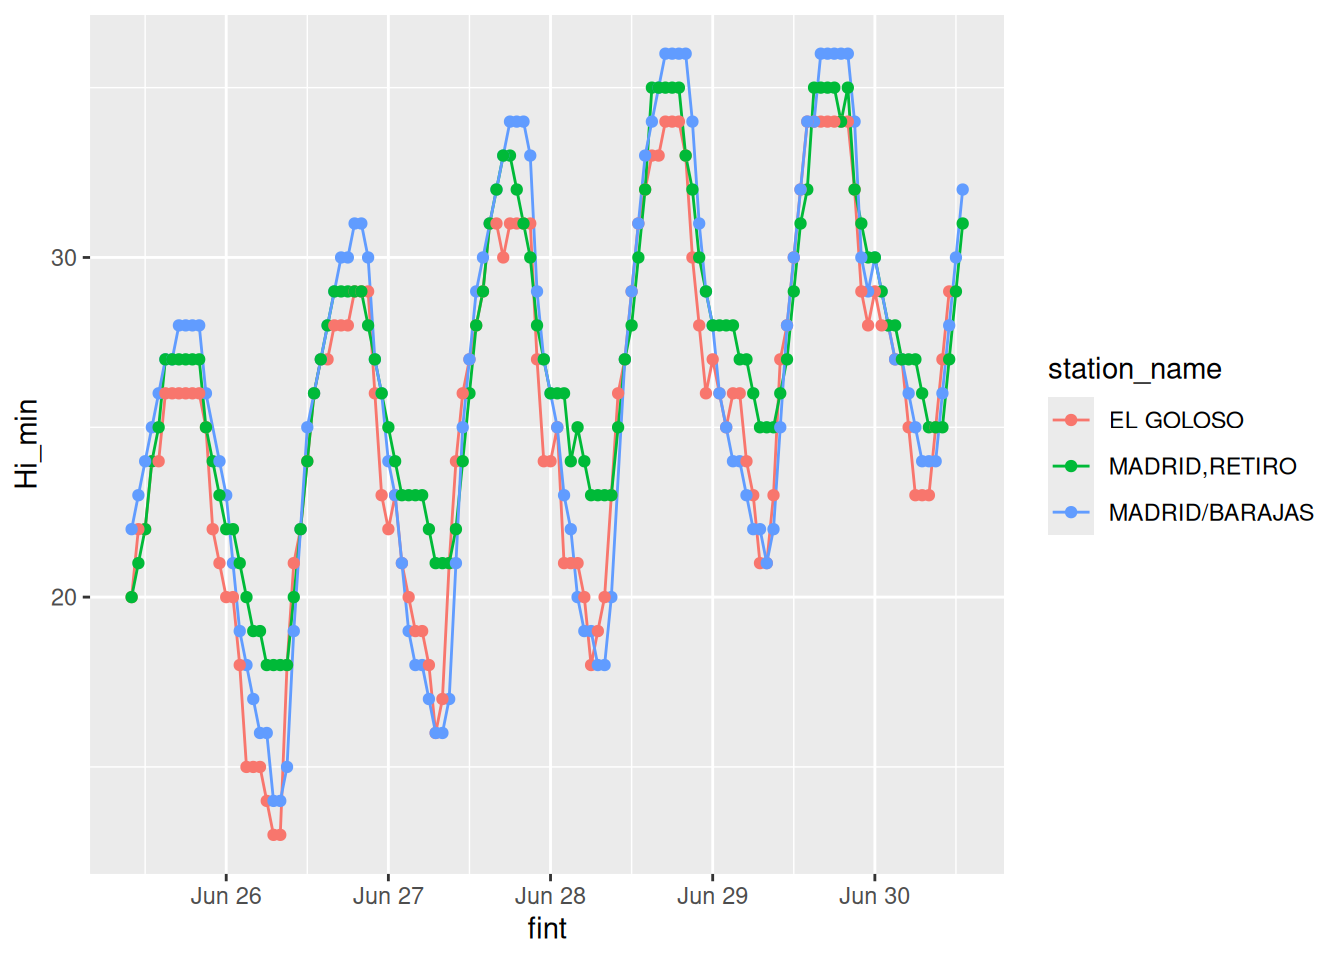 Hi_min
30
20
Jun 26
Jun 27
Jun 28
Jun 29
Jun 30
fint
station_name
EL GOLOSO
MADRID,RETIRO
MADRID/BARAJAS